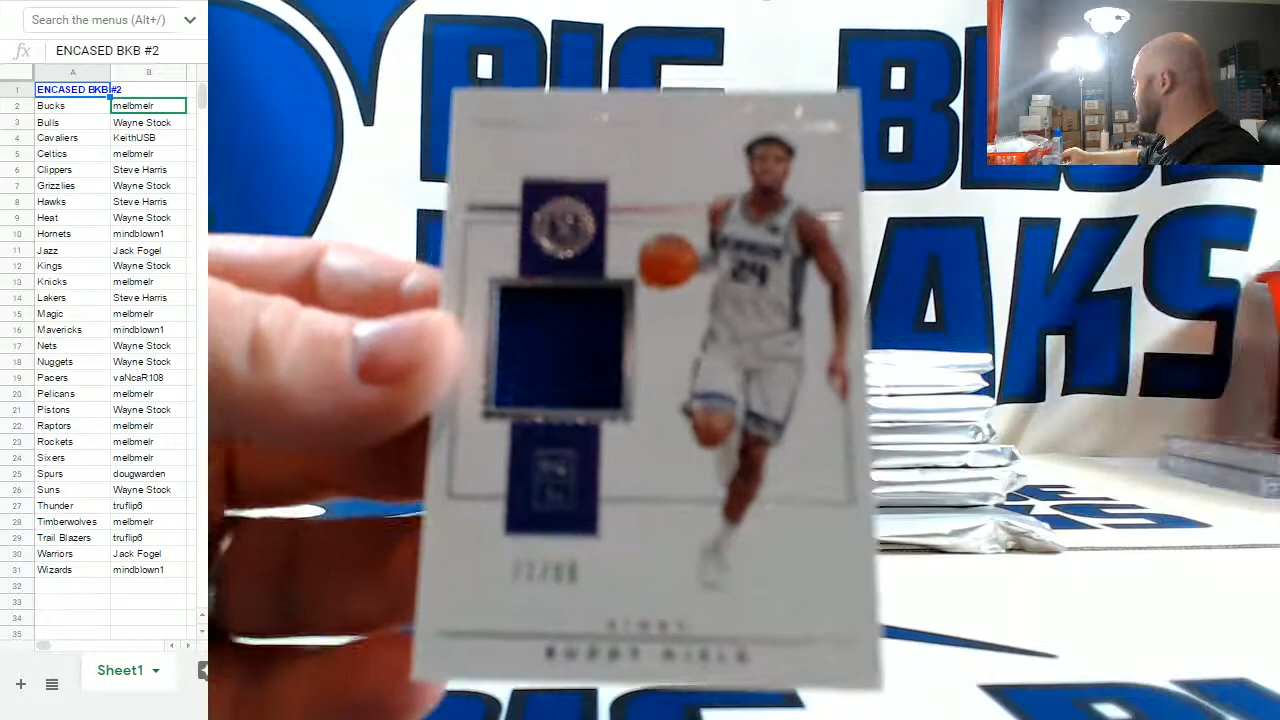 Search the menus (Alt+/)
fx ENCASED BKB #2
A B
1 ENCASED BKB #2
2 Bucks melbmelr
3 Bulls Wayne Stock
4 Cavaliers KeithUSB
5 Celtics melbmelr
6 Clippers Steve Harris
7 Grizzlies Wayne Stock
8 Hawks Steve Harris
9 Heat Wayne Stock
10 Hornets mindblown1
11 Jazz Jack Fogel
12 Kings Wayne Stock
13 Knicks melbmelr
14 Lakers Steve Harris
15 Magic melbmelr
16 Mavericks mindblown1
17 Nets Wayne Stock
18 Nuggets Wayne Stock
19 Pacers vaNcaR108
20 Pelicans melbmelr
21 Pistons Wayne Stock
22 Raptors melbmelr
23 Rockets melbmelr
24 Sixers melbmelr
25 Spurs dougwarden
26 Suns Wayne Stock
27 Thunder truflip6
28 Timberwolves melbmelr
29 Trail Blazers truflip6
30 Warriors Jack Fogel
31 Wizards mindblown1
32
33
34
35
Sheet1
BIG BLUE
24
KINGS
BUDDY HIELD